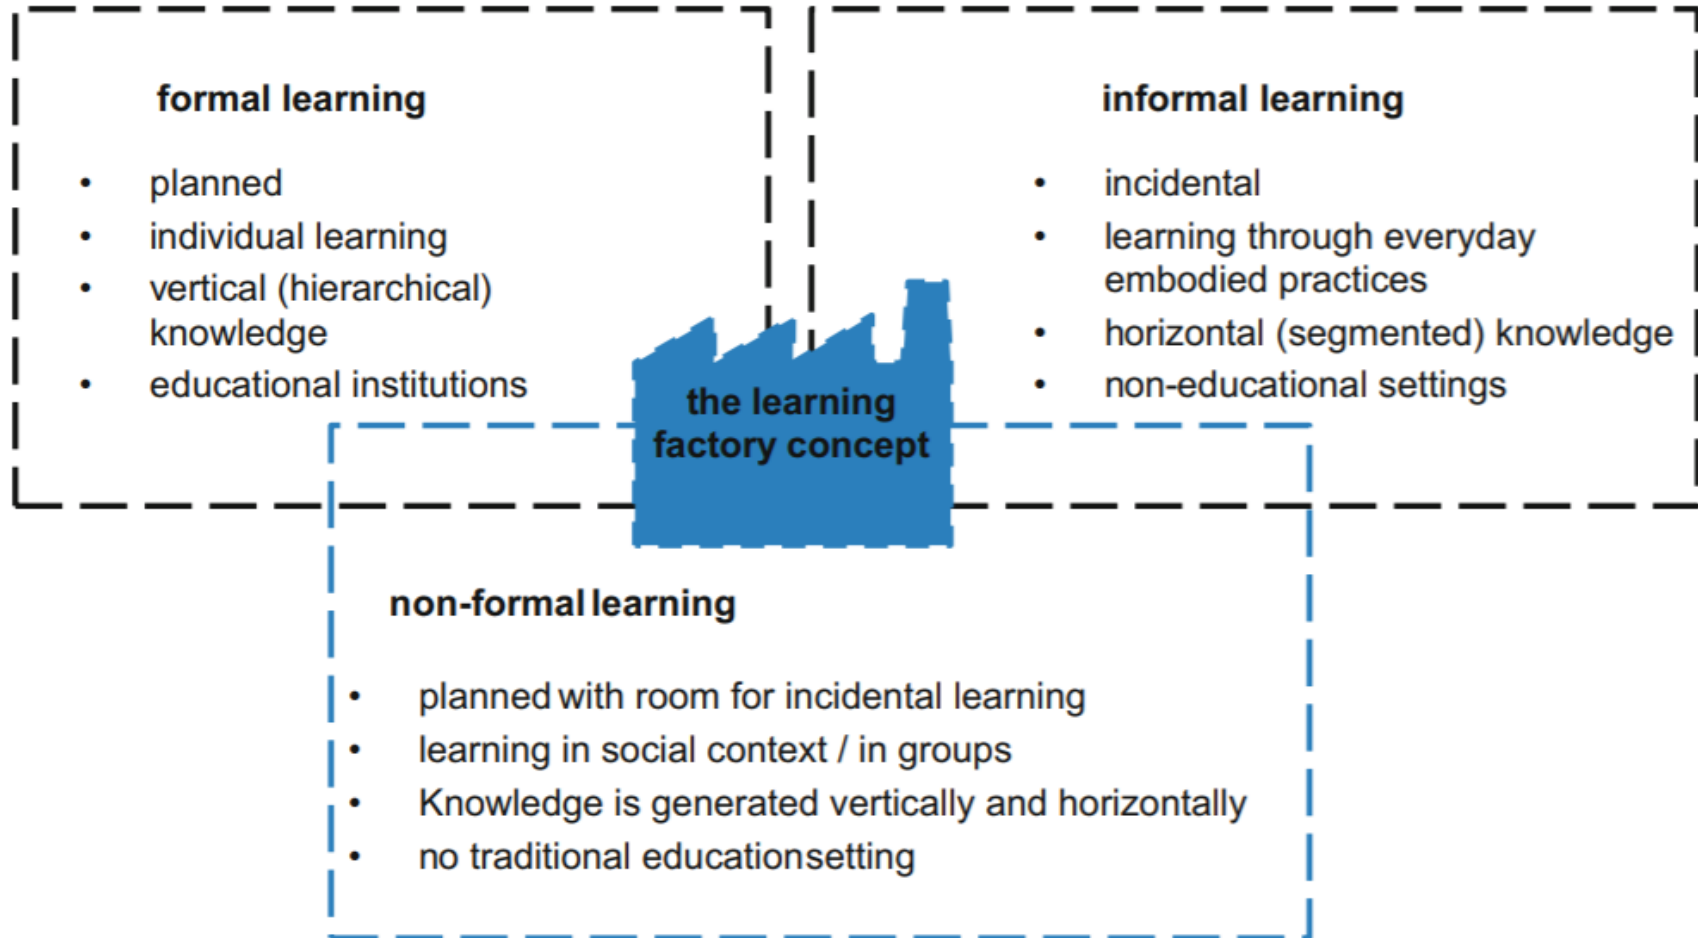 formal learning
• planned
• individual learning
• vertical (hierarchical)
knowledge
• educational institutions
informal learning
• incidental
• learning through everyday
embodied practices
• horizontal (segmented) knowledge
• non-educational settings
the learning
factory concept
non-formal learning
• planned with room for incidental learning
• learning in social context / in groups
• Knowledge is generated vertically and horizontally
• no traditional educationsetting